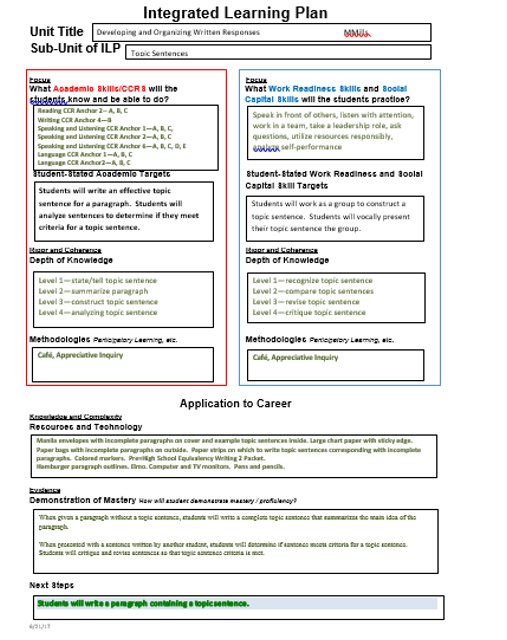 Integrated Learning Plan
Unit Title Developing and Organizing Written Responses MMills
Sub-Unit of ILP Topic Sentences
Focus
What Academic Skills/CCRS will the
students know and be able to do?
Reading CCR Anchor 2—A, B, C
Writing CCR Anchor 4—B
Speaking and Listening CCR Anchor 1—A, B, C,
Speaking and Listening CCR Anchor 2—A, B, C
Speaking and Listening CCR Anchor 6—A, B, C, D, E
Language CCR Anchor 1—A, B, C
Language CCR Anchor2—A, B, C
Student-Stated Academic Targets
Students will write an effective topic
sentence for a paragraph. Students will
analyze sentences to determine if they meet
criteria for a topic sentence.
Rigor and Coherence
Depth of Knowledge
Level 1—state/tell topic sentence
Level 2—summarize paragraph
Level 3—construct topic sentence
Level 4—analyzing topic sentence
Methodologies Participatory Learning, etc.
Café, Appreciative Inquiry
Focus
What Work Readiness Skills and Social
Capital Skills will the students practice?
Speak in front of others, listen with attention,
work in a team, take a leadership role, ask
questions, utilize resources responsibly,
analyze self-performance
Student-Stated Work Readiness and Social
Capital Skill Targets
Students will work as a group to construct a
topic sentence. Students will vocally present
their topic sentence the group.
Rigor and Coherence
Depth of Knowledge
Level 1—recognize topic sentence
Level 2—compare topic sentences
Level 3—revise topic sentence
Level 4—critique topic sentence
Methodologies Participatory Learning, etc.
Café, Appreciative Inquiry
Application to Career
Knowledge and Complexity
Resources and Technology
Manila envelopes with incomplete paragraphs on cover and example topic sentences inside. Large chart paper with sticky edge.
Paper bags with incomplete paragraphs on outside. Paper strips on which to write topic sentences corresponding with incomplete
paragraphs. Colored markers. PreHigh School Equivalency Writing 2 Packet.
Hamburger paragraph outlines. Elmo. Computer and TV monitors. Pens and pencils.
Evidence
Demonstration of Mastery How will student demonstrate mastery / proficiency?
When given a paragraph without a topic sentence, students will write a complete topic sentence that summarizes the main idea of the
paragraph.
When presented with a sentence written by another student, students will determine if sentence meets criteria for a topic sentence.
Students will critique and revise sentences so that topic sentence criteria is met.
Next Steps
Students will write a paragraph containing a topic sentence.
8/31/17